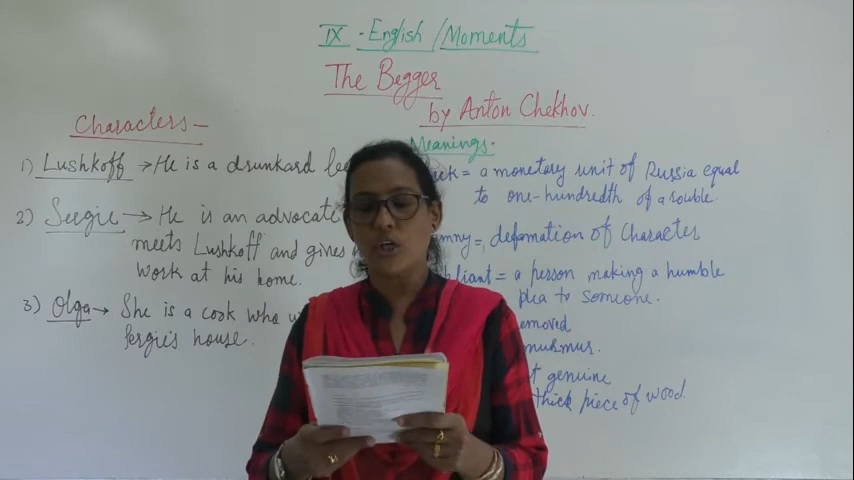 IX - English / Moments
The Begger
by Anton Chekhov.
Characters-
1) Lushkoff → He is a drunkard
2) Sergie → He is an advocate
meets Lushkoff and gives
work at his home.
3) Olga → She is a cook who
Sergie's house.
Meanings.
= a monetary unit of Russia equal
to one-hundredth of a rouble.
= defamation of Character
= a person making a humble
plea to someone.
genuine
thick piece of wood.